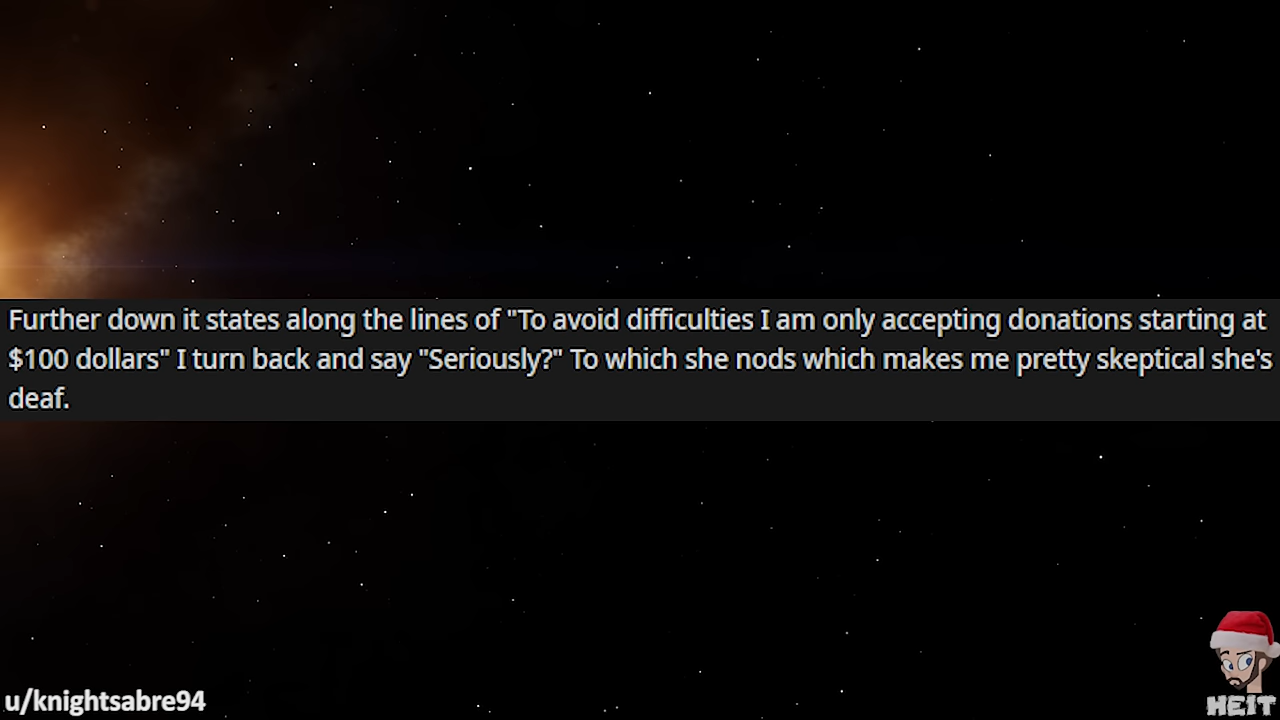 Further down it states along the lines of "To avoid difficulties I am only accepting donations starting at
$100 dollars" I turn back and say "Seriously?" To which she nods which makes me pretty skeptical she's
deaf.
u/knightsabre94
HEIT